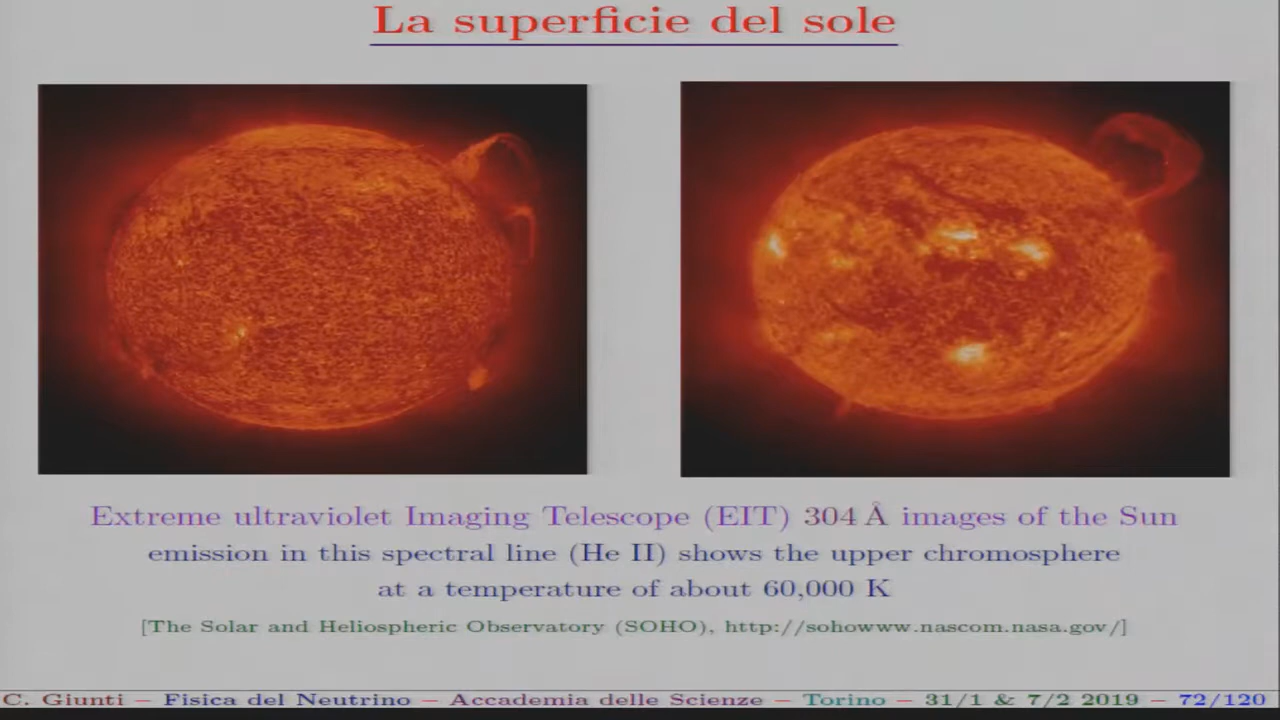 La superficie del sole
Extreme ultraviolet Imaging Telescope (EIT) 304 Å images of the Sun
emission in this spectral line (He II) shows the upper chromosphere
at a temperature of about 60,000 K
[The Solar and Heliospheric Observatory (SOHO), http://sohowww.nascom.nasa.gov/]
C. Giunti − Fisica del Neutrino − Accademia delle Scienze − Torino − 31/1 & 7/2 2019 − 72/120